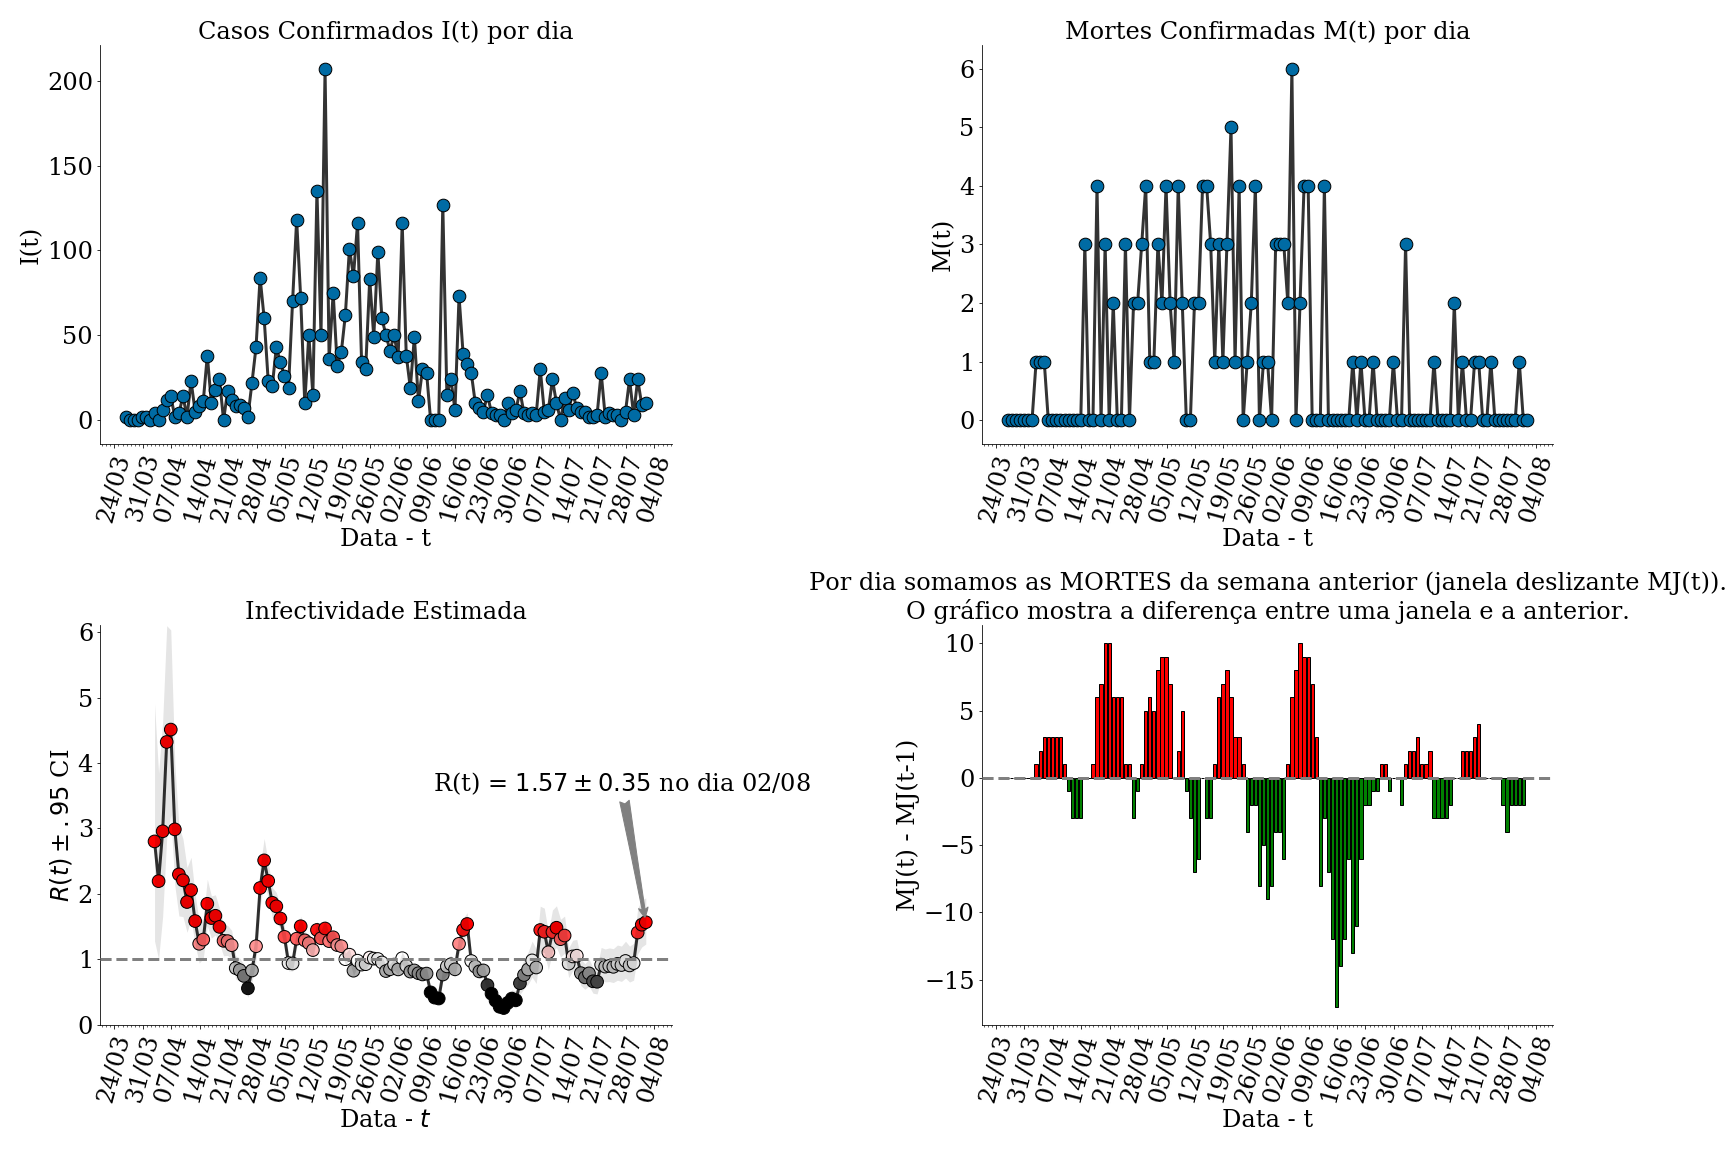 Casos Confirmados I(t) por dia
I(t)
200
150
100
50
0
24/03 31/03 07/04 14/04 21/04 28/04 05/05 12/05 19/05 26/05 02/06 09/06 16/06 23/06 30/06 07/07 14/07 21/07 28/07 04/08
Data - t
Mortes Confirmadas M(t) por dia
M(t)
6
5
4
3
2
1
0
24/03 31/03 07/04 14/04 21/04 28/04 05/05 12/05 19/05 26/05 02/06 09/06 16/06 23/06 30/06 07/07 14/07 21/07 28/07 04/08
Data - t
Infectividade Estimada
R(t) ± .95 CI
6
5
4
3
2
1
0
R(t) = 1.57 ± 0.35 no dia 02/08
24/03 31/03 07/04 14/04 21/04 28/04 05/05 12/05 19/05 26/05 02/06 09/06 16/06 23/06 30/06 07/07 14/07 21/07 28/07 04/08
Data - t
Por dia somamos as MORTES da semana anterior (janela deslizante MJ(t)).
O gráfico mostra a diferença entre uma janela e a anterior.
MJ(t) - MJ(t-1)
10
5
0
−5
−10
−15
24/03 31/03 07/04 14/04 21/04 28/04 05/05 12/05 19/05 26/05 02/06 09/06 16/06 23/06 30/06 07/07 14/07 21/07 28/07 04/08
Data - t